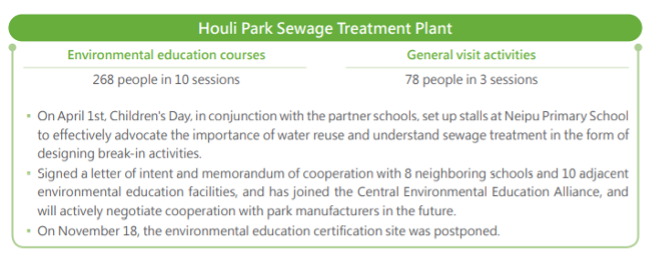 Houli Park Sewage Treatment Plant
Environmental education courses
General visit activities
268 people in 10 sessions
78 people in 3 sessions
• On April 1st, Children's Day, in conjunction with the partner schools, set up stalls at Neipu Primary School
to effectively advocate the importance of water reuse and understand sewage treatment in the form of
designing break-in activities.
• Signed a letter of intent and memorandum of cooperation with 8 neighboring schools and 10 adjacent
environmental education facilities, and has joined the Central Environmental Education Alliance, and
will actively negotiate cooperation with park manufacturers in the future.
• On November 18, the environmental education certification site was postponed.